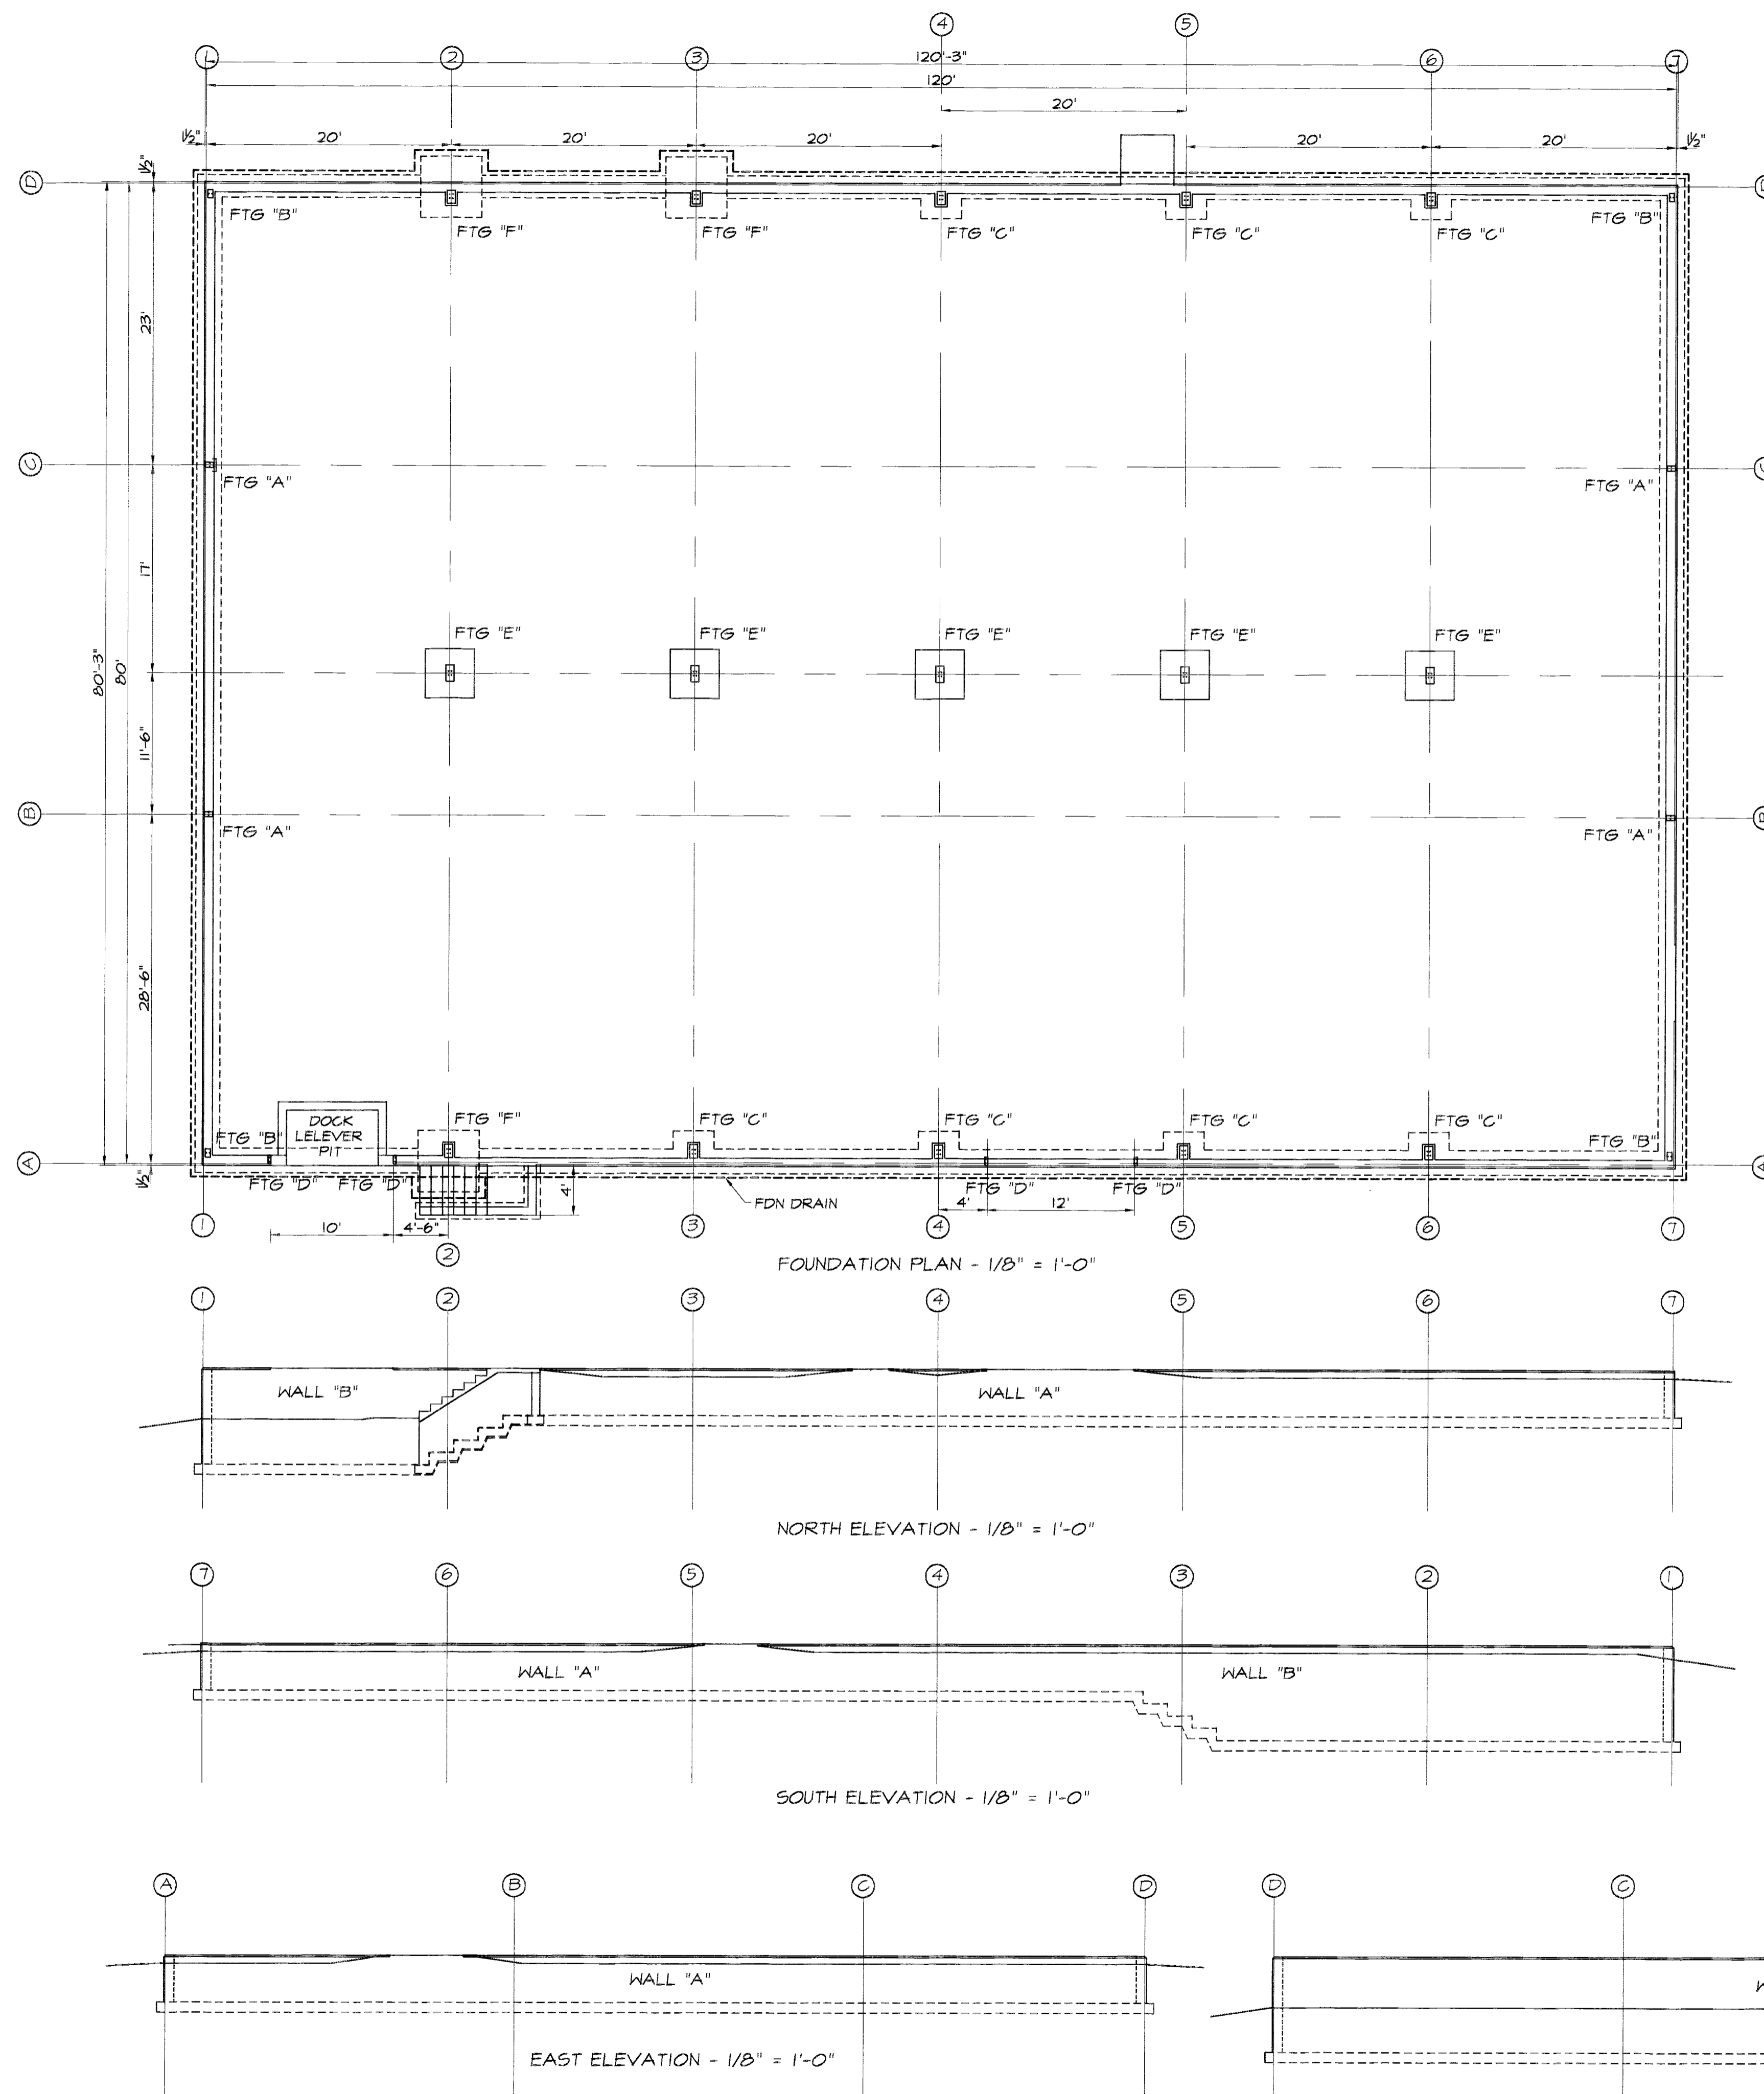 4 5
1 2 3 6 7
120'-3"
120'
20'
1½" 20' 20' 20' 20' 20' 1½"
1½"
D
FTG "B" FTG "F" FTG "F" FTG "C" FTG "C" FTG "C" FTG "B"
23'
C
FTG "A" FTG "A"
17'
FTG "E" FTG "E" FTG "E" FTG "E" FTG "E"
80'-3" 80'
11'-6"
B
FTG "A" FTG "A"
28'-6"
FTG "F" FTG "C" FTG "C" FTG "C" FTG "C"
DOCK
LELEVER
PIT
FTG "B" FTG "B"
A
1½"
FTG "D" FTG "D" 4' FTG "D" FTG "D"
FDN DRAIN
10' 4'-6" 4' 12'
1 3 4 5 6 7
2
FOUNDATION PLAN - 1/8" = 1'-0"
1 2 3 4 5 6 7
WALL "B" WALL "A"
NORTH ELEVATION - 1/8" = 1'-0"
7 6 5 4 3 2 1
WALL "A" WALL "B"
SOUTH ELEVATION - 1/8" = 1'-0"
A B C D D C
WALL "A"
EAST ELEVATION - 1/8" = 1'-0"